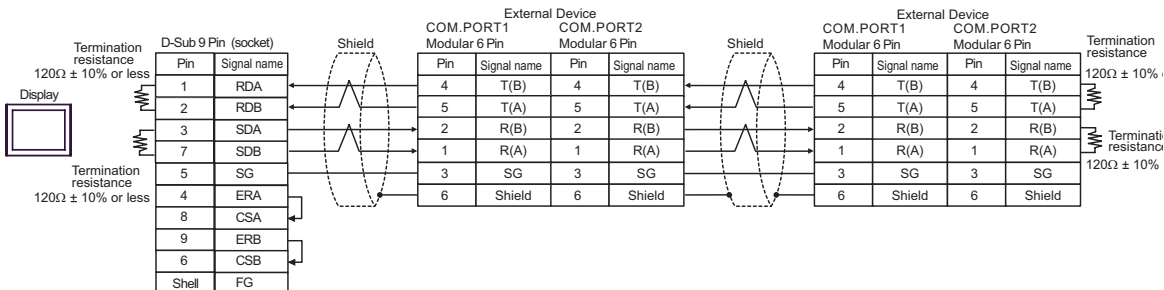 Display
Termination
resistance
120Ω ± 10% or less
Termination
resistance
120Ω ± 10% or less
D-Sub 9 Pin (socket)
Pin Signal name
1 RDA
2 RDB
3 SDA
7 SDB
5 SG
4 ERA
8 CSA
9 ERB
6 CSB
Shell FG
Shield
External Device
COM.PORT1 COM.PORT2
Modular 6 Pin Modular 6 Pin
Pin Signal name Pin Signal name
4 T(B) 4 T(B)
5 T(A) 5 T(A)
2 R(B) 2 R(B)
1 R(A) 1 R(A)
3 SG 3 SG
6 Shield 6 Shield
Shield
External Device
COM.PORT1 COM.PORT2
Modular 6 Pin Modular 6 Pin
Pin Signal name Pin Signal name
4 T(B) 4 T(B)
5 T(A) 5 T(A)
2 R(B) 2 R(B)
1 R(A) 1 R(A)
3 SG 3 SG
6 Shield 6 Shield
Termination
resistance
120Ω ± 10%
resistance
120Ω ± 10%